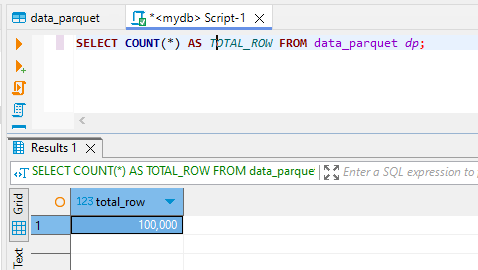 data_parquet
*<mydb> Script-1
SELECT COUNT(*) AS TOTAL_ROW FROM data_parquet dp;
Results 1
SELECT COUNT(*) AS TOTAL_ROW FROM data_parque
Enter a SQL expression to
Grid
123 total_row
1
100,000
Text